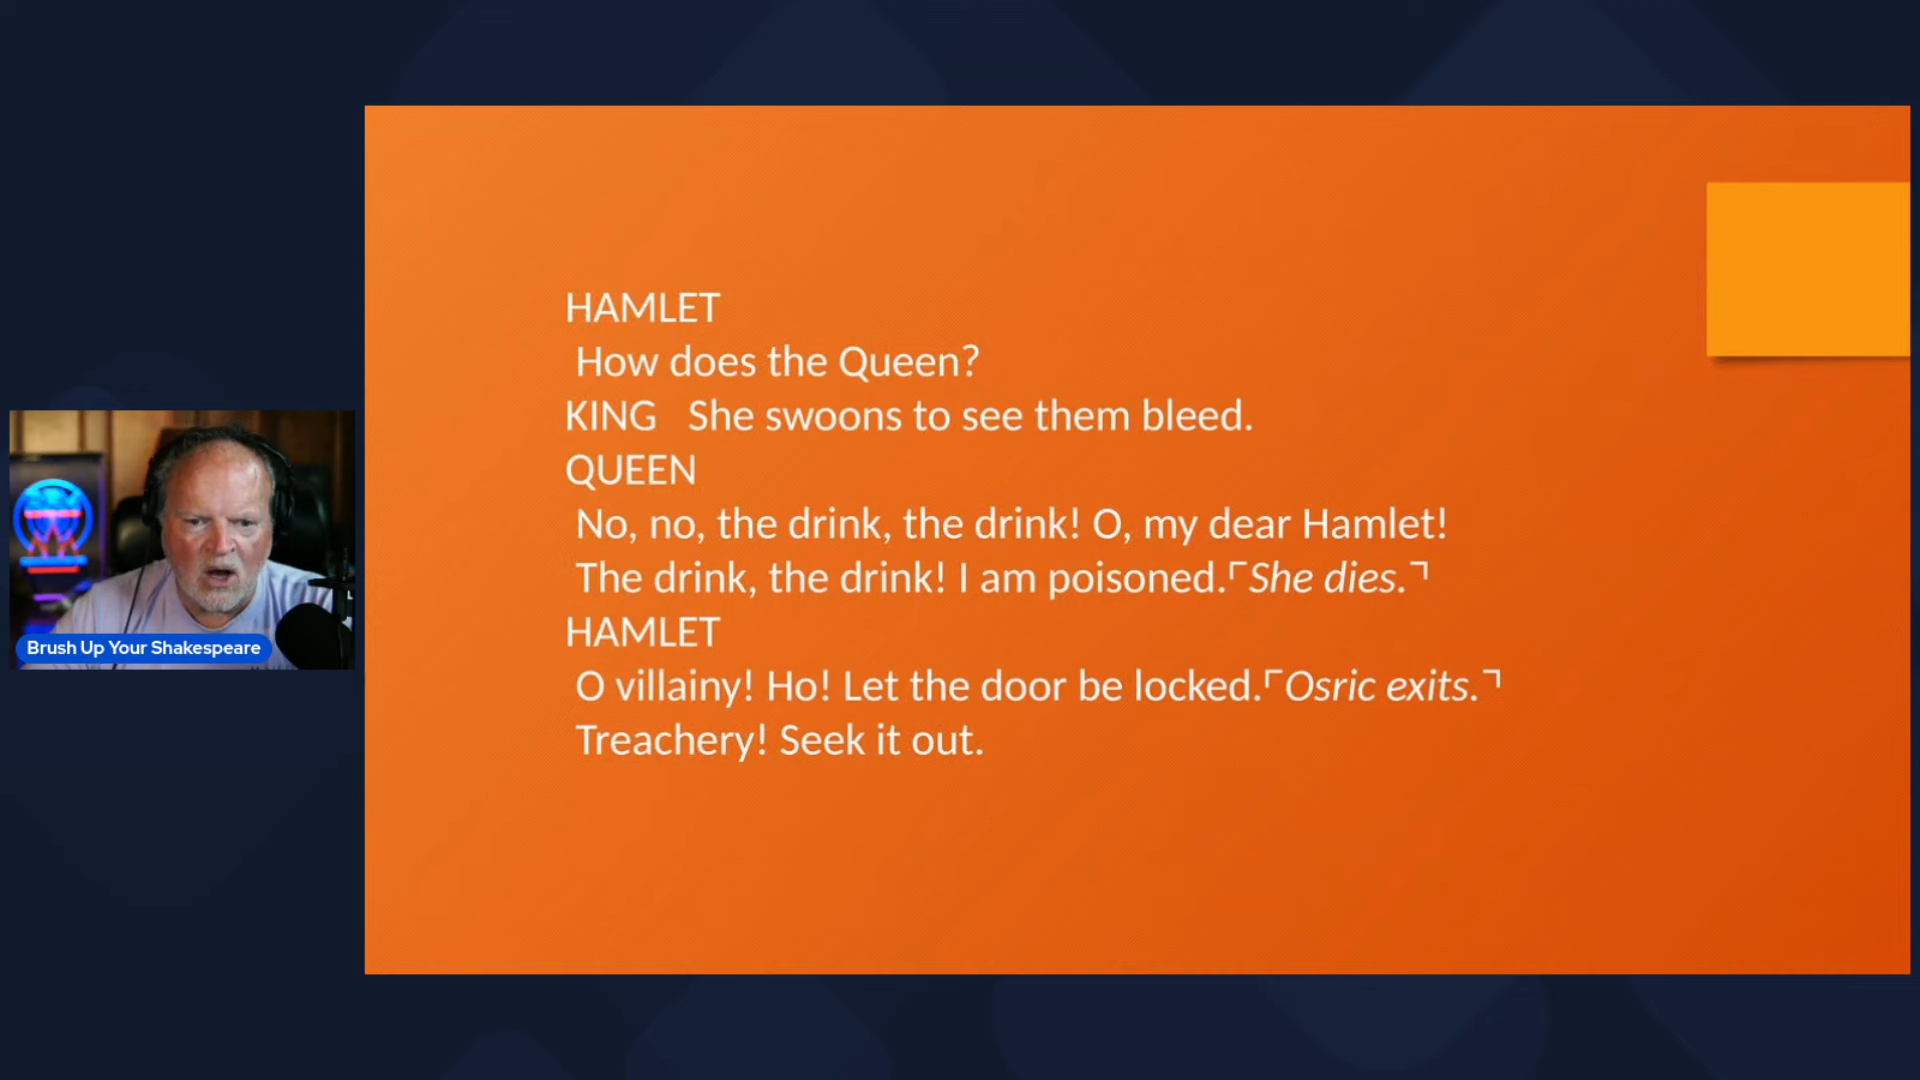 HAMLET
How does the Queen?
KING   She swoons to see them bleed.
QUEEN
No, no, the drink, the drink! O, my dear Hamlet!
The drink, the drink! I am poisoned.⌜She dies.⌝
HAMLET
O villainy! Ho! Let the door be locked.⌜Osric exits.⌝
Treachery! Seek it out.
Brush Up Your Shakespeare